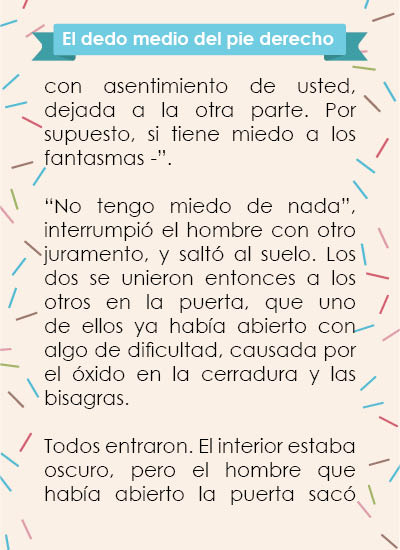 El dedo medio del pie derecho
con asentimiento de usted,
dejada a la otra parte. Por
supuesto, si tiene miedo a los
fantasmas -”.
“No tengo miedo de nada”,
interrumpió el hombre con otro
juramento, y saltó al suelo. Los
dos se unieron entonces a los
otros en la puerta, que uno
de ellos ya había abierto con
algo de dificultad, causada por
el óxido en la cerradura y las
bisagras.
Todos entraron. El interior estaba
oscuro, pero el hombre que
había abierto la puerta sacó